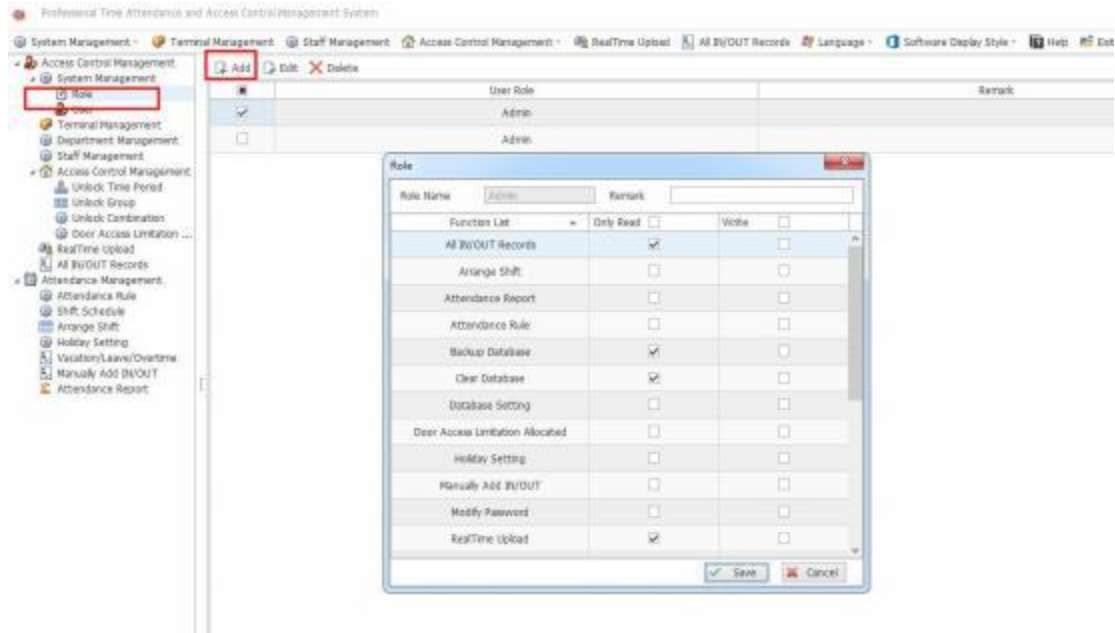 Professional Time Attendance and Access Control Management System
System Management Terminal Management Staff Management Access Control Management RealTime Upload All IN/OUT Records Language Software Display Style Help Exit
Access Control Management
System Management
Role
User
Terminal Management
Department Management
Staff Management
Access Control Management
Unlock Time Period
Unlock Group
Unlock Combination
Door Access Limitation ...
RealTime Upload
All IN/OUT Records
Attendance Management
Attendance Rule
Shift Schedule
Arrange Shift
Holiday Setting
Vacation/Leave/Overtime
Manually Add IN/OUT
Attendance Report
Add Edit Delete
User Role Remark
Admin
Admin
Role
Role Name Admin Remark
Function List Only Read Write
All IN/OUT Records
Arrange Shift
Attendance Report
Attendance Rule
Backup Database
Clear Database
Database Setting
Door Access Limitation Allocated
Holiday Setting
Manually Add IN/OUT
Modify Password
RealTime Upload
Save Cancel